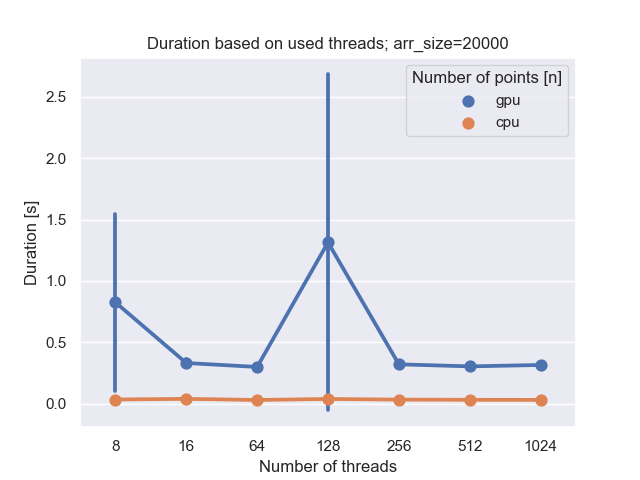 Duration based on used threads; arr_size=20000
Number of points [n]
gpu
cpu
Duration [s]
2.5
2.0
1.5
1.0
0.5
0.0
8 16 64 128 256 512 1024
Number of threads